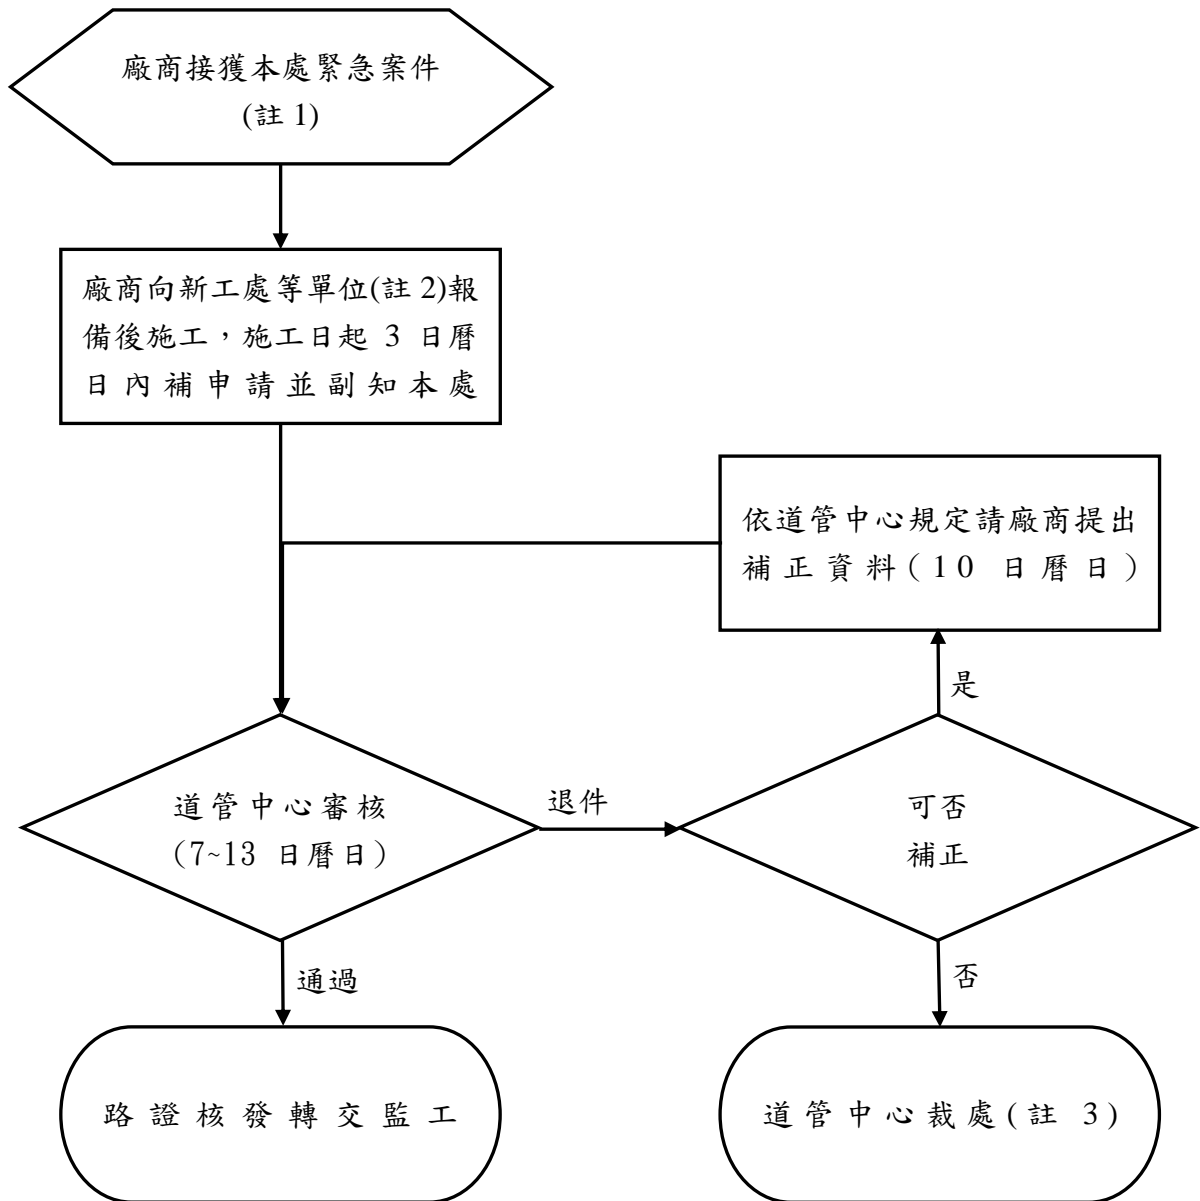 廠商接獲本處緊急案件
(註 1)
廠商向新工處等單位(註 2)報
備後施工，施工日起 3 日曆
日內補申請並副知本處
依道管中心規定請廠商提出
補正資料(10 日曆日)
是
道管中心審核
(7~13 日曆日)
退件
可否
補正
通過
否
路證核發轉交監工
道管中心裁處(註 3)